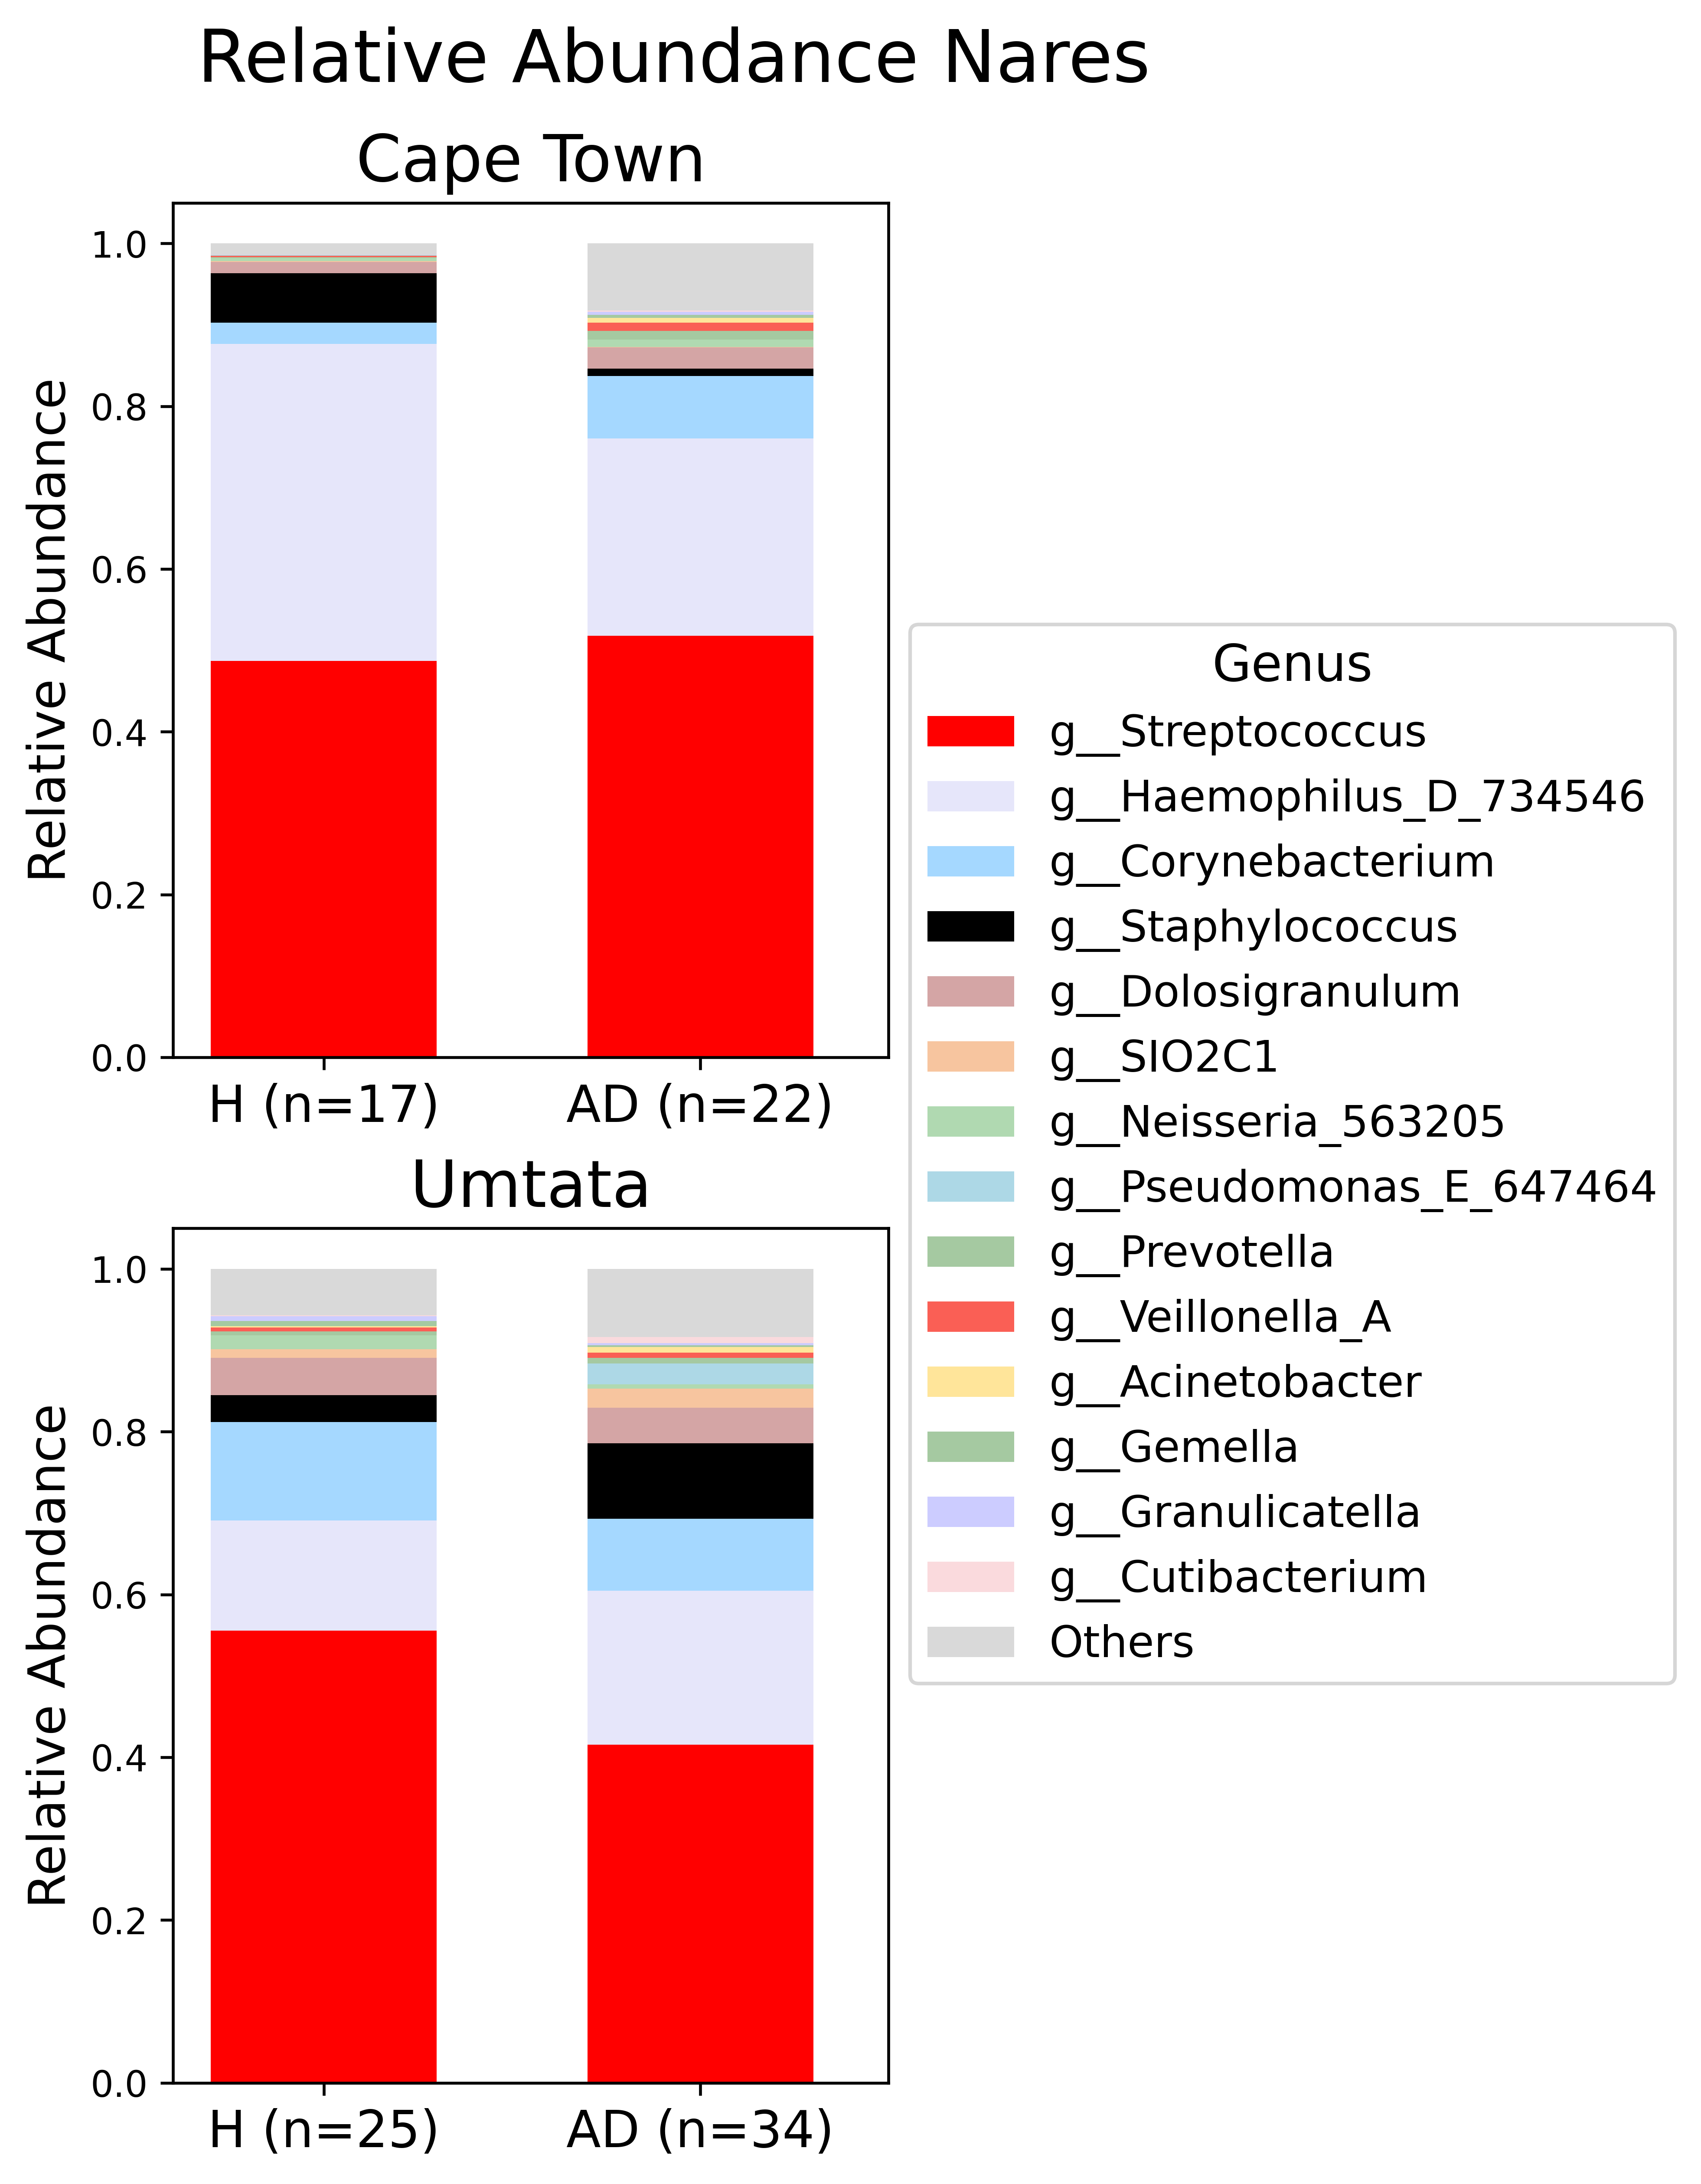 Relative Abundance Nares
Cape Town
Relative Abundance
1.0
0.8
0.6
0.4
0.2
0.0
H (n=17)
AD (n=22)
Umtata
Relative Abundance
1.0
0.8
0.6
0.4
0.2
0.0
H (n=25)
AD (n=34)
Genus
g__Streptococcus
g__Haemophilus_D_734546
g__Corynebacterium
g__Staphylococcus
g__Dolosigranulum
g__SIO2C1
g__Neisseria_563205
g__Pseudomonas_E_647464
g__Prevotella
g__Veillonella_A
g__Acinetobacter
g__Gemella
g__Granulicatella
g__Cutibacterium
Others